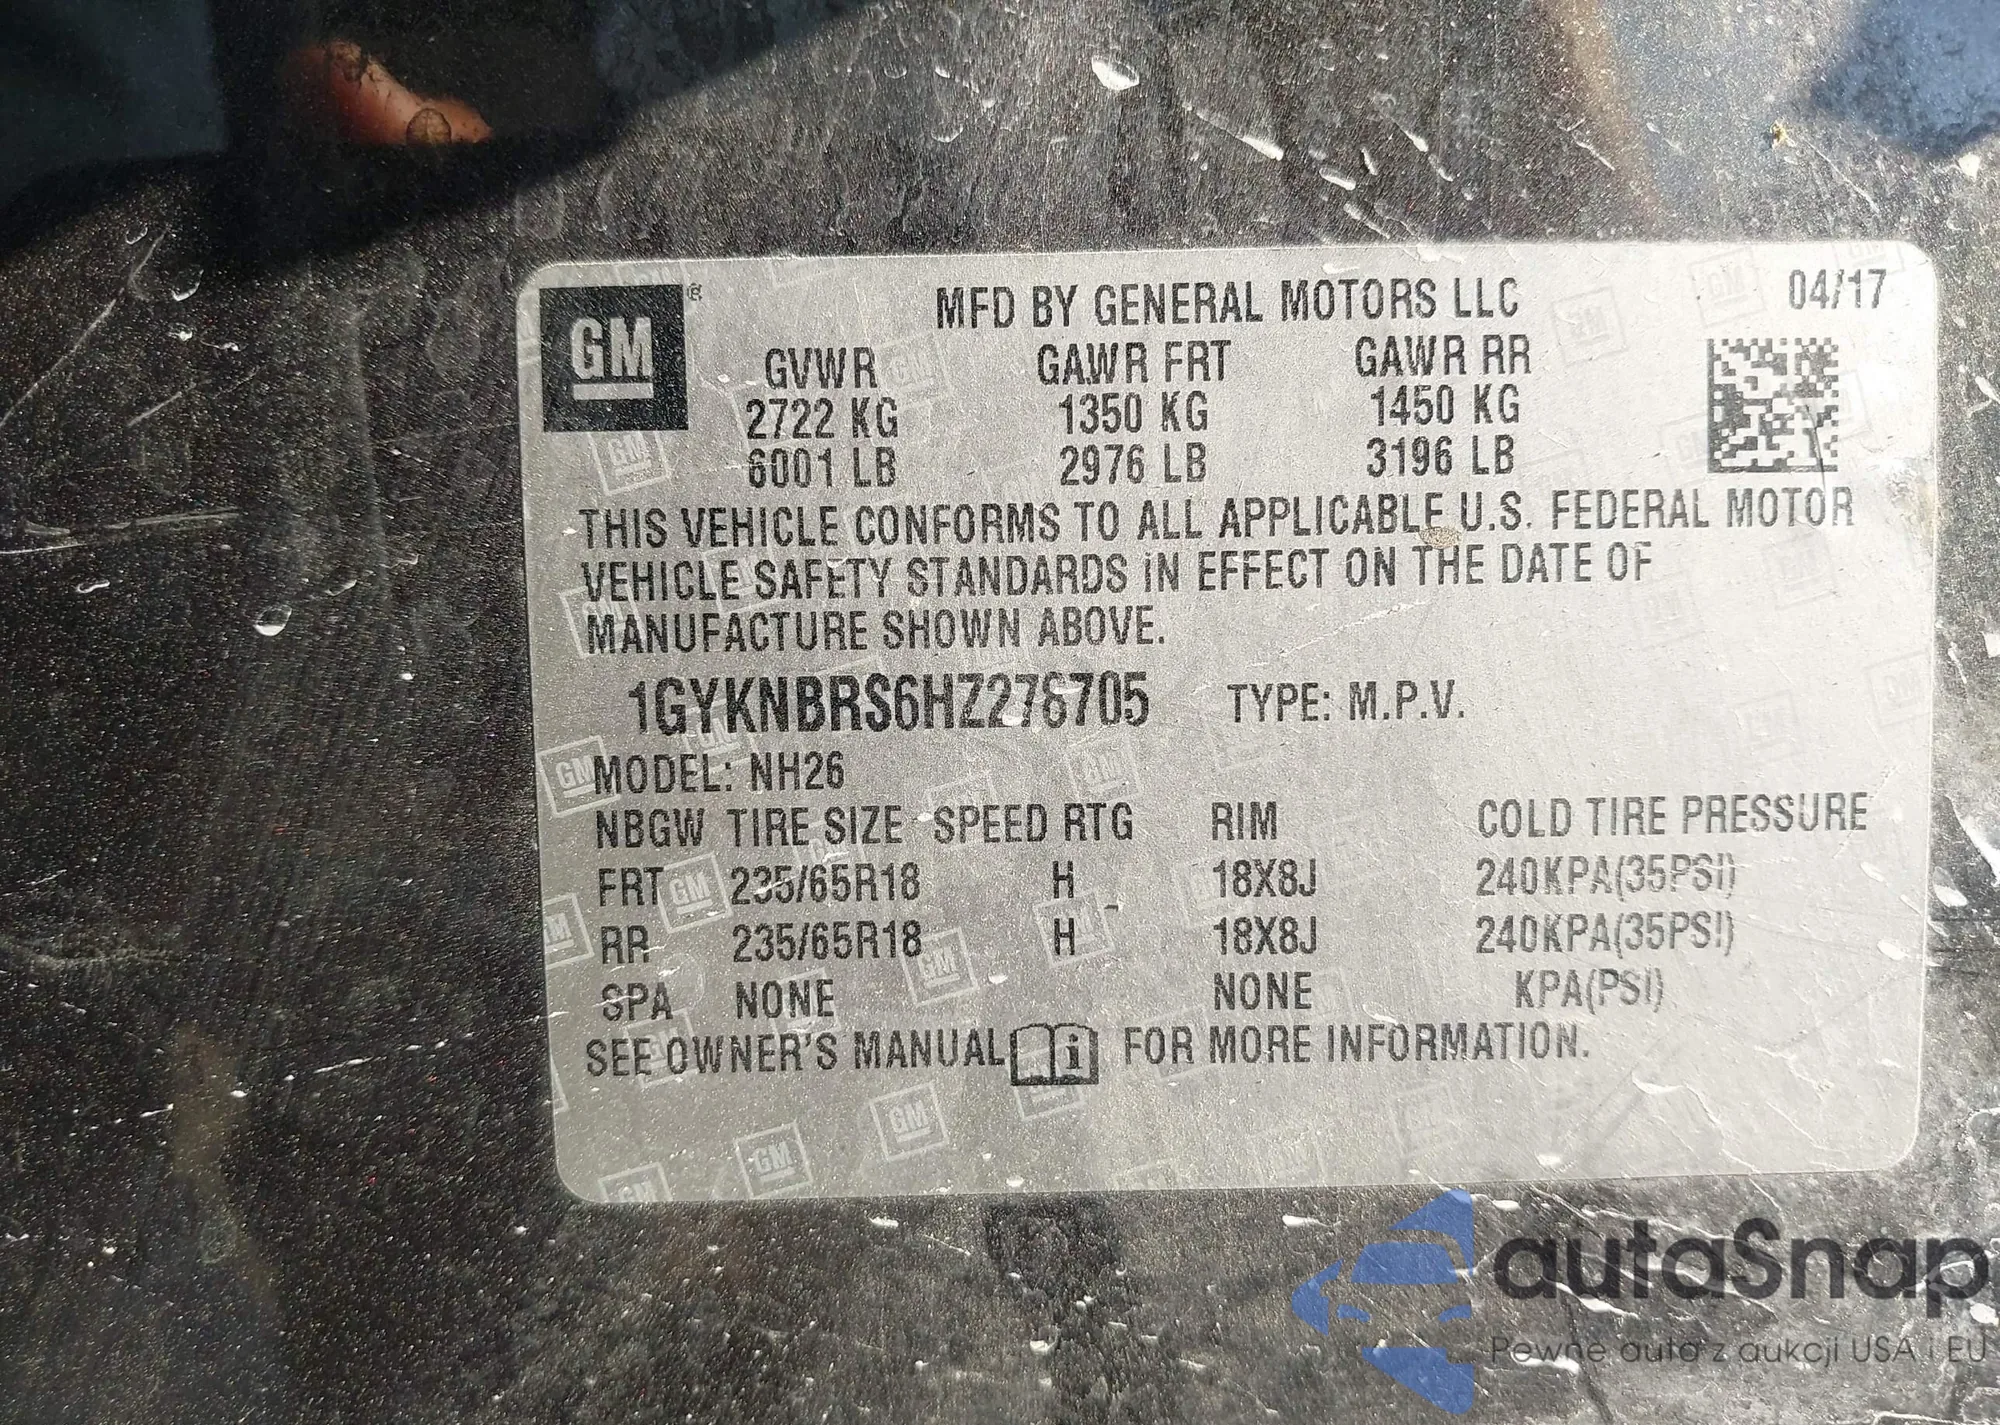 GM
MFD BY GENERAL MOTORS LLC 04/17
GVWR GAWR FRT GAWR RR
2722 KG 1350 KG 1450 KG
6001 LB 2976 LB 3196 LB
THIS VEHICLE CONFORMS TO ALL APPLICABLE U.S. FEDERAL MOTOR
VEHICLE SAFETY STANDARDS IN EFFECT ON THE DATE OF
MANUFACTURE SHOWN ABOVE.
1GYKNBRS6HZ278705 TYPE: M.P.V.
MODEL: NH26
NBGW TIRE SIZE SPEED RTG RIM COLD TIRE PRESSURE
FRT 235/65R18 H 18X8J 240KPA(35PSI)
RR 235/65R18 H 18X8J 240KPA(35PSI)
SPA NONE NONE KPA(PSI)
SEE OWNER'S MANUAL i FOR MORE INFORMATION.
autoSnap
Pewne auta z aukcji USA i EU